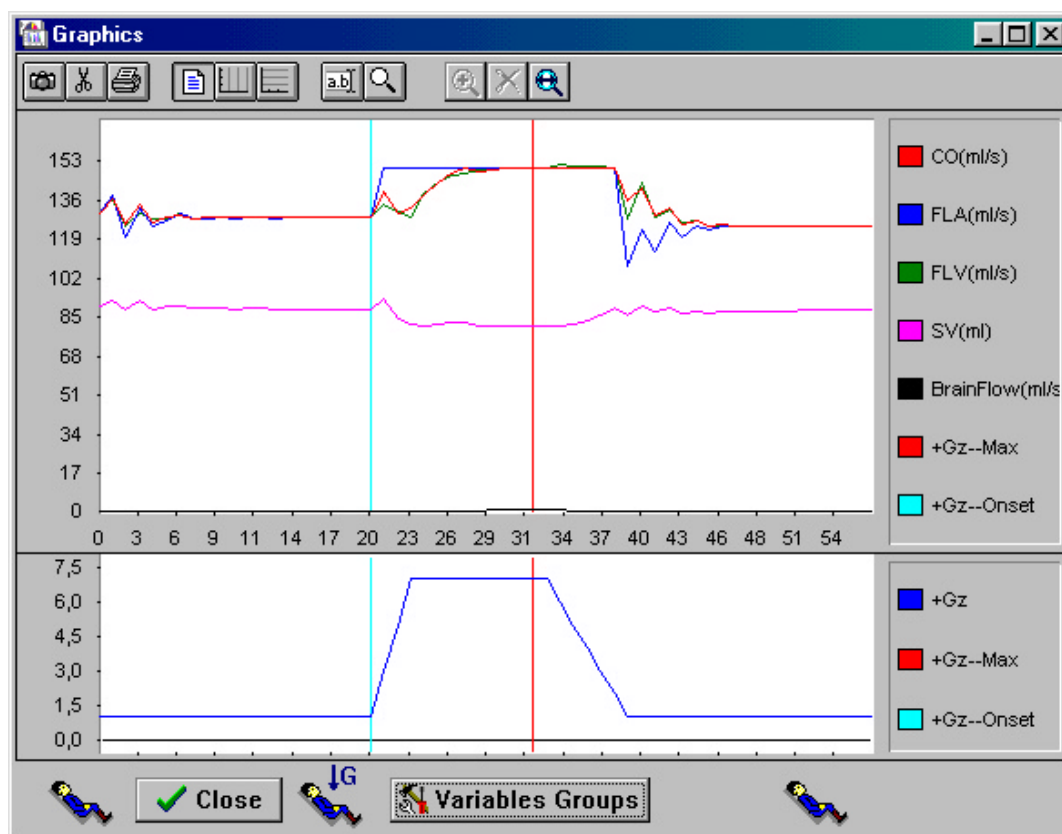 Graphics
a.b
153
136
119
102
85
68
51
34
17
0
0 3 6 9 11 14 17 20 23 26 29 31 34 37 40 43 46 48 51 54
CO(ml/s)
FLA(ml/s)
FLV(ml/s)
SV(ml)
BrainFlow(ml/s
+Gz--Max
+Gz--Onset
7,5
6,0
4,5
3,0
1,5
0,0
+Gz
+Gz--Max
+Gz--Onset
Close
G
Variables Groups